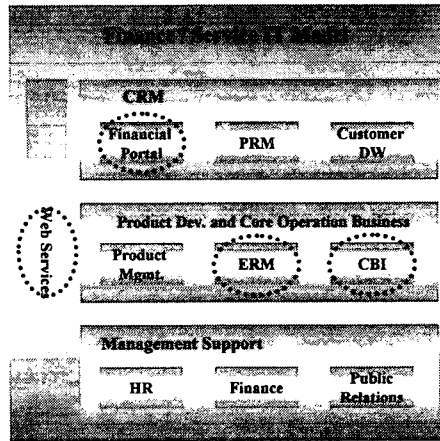 Finance / Service IT Model
CRM
Financial
Portal
PRM
Customer
DW
Web Services
Product Dev. and Core Operation Business
Product
Mgmt.
ERM
CBI
Management Support
HR
Finance
Public
Relations